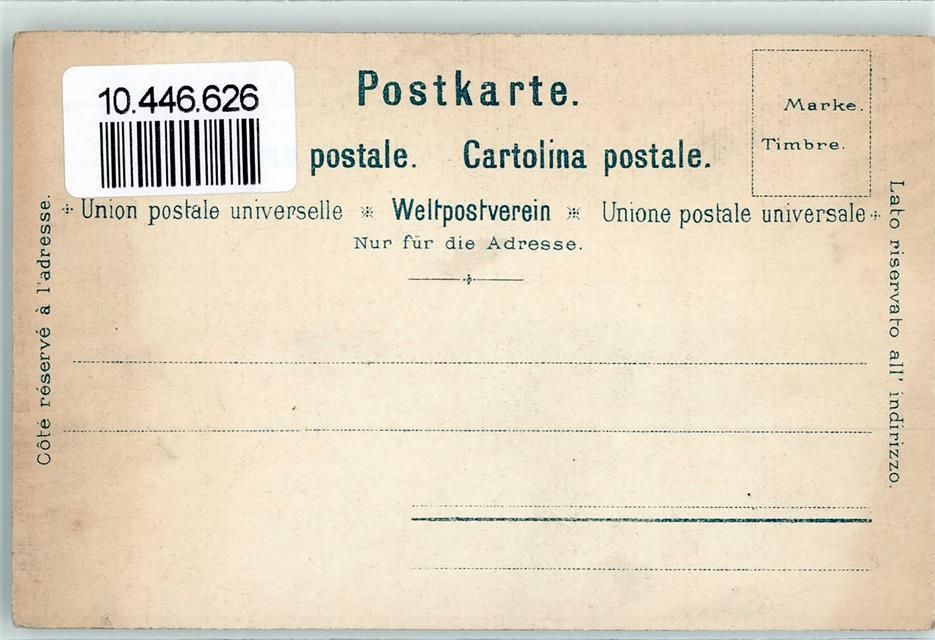 10.446.626
Postkarte.
Marke.
Timbre.
postale. Cartolina postale.
Union postale universelle Weltpostverein Unione postale universale
Nur für die Adresse.
Côté réservé à l'adresse.
Lato riservato all' indirizzo.